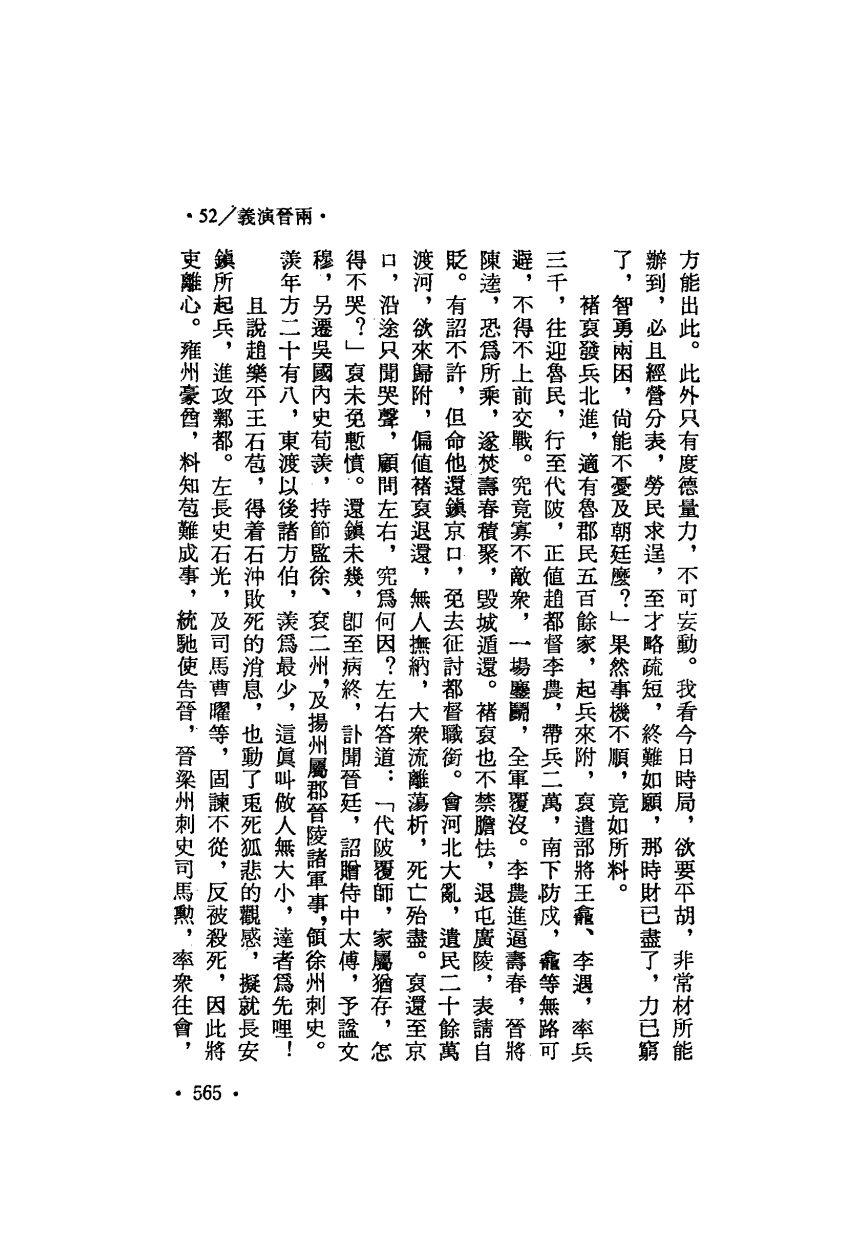 •52／義演晉兩•
方能出此。此外只有度德量力，不可妄動。我看今日時局，欲要平胡，非常材所能
辦到，必且經營分表，勞民求逞，至才略疏短，終難如願，那時財已盡了，力已窮
了，智勇兩困，尙能不憂及朝廷麼？」果然事機不順，竟如所料。
褚裒發兵北進，適有魯郡民五百餘家，起兵來附，裒遣部將王龕、李邁，率兵
三千，往迎魯民，行至代陂，正値趙都督李農，帶兵二萬，南下防戍，龕等無路可
避，不得不上前交戰。究竟寡不敵衆，一場鏖鬭，全軍覆沒。李農進逼壽春，晉將
陳逵，恐爲所乘，遂焚壽春積聚，毀城遁還。褚裒也不禁膽怯，退屯廣陵，表請自
貶。有詔不許，但命他還鎭京口，免去征討都督職銜。會河北大亂，遺民二十餘萬
渡河，欲來歸附，偏値褚裒退還，無人撫納，大衆流離蕩析，死亡殆盡。裒還至京
口，沿途只聞哭聲，顧問左右，究爲何因？左右答道：「代陂覆師，家屬猶存，怎
得不哭？」裒未免慙憤。還鎭未幾，卽至病終，訃聞晉廷，詔贈侍中太傅，予諡文
穆，另遷吳國內史荀羨，持節監徐、兗二州，及揚州屬郡晉陵諸軍事，領徐州刺史。
羨年方二十有八，東渡以後諸方伯，羨爲最少，這眞叫做人無大小，達者爲先哩！
且說趙樂平王石苞，得着石沖敗死的消息，也動了兎死狐悲的觀感，擬就長安
鎭所起兵，進攻鄴都。左長史石光，及司馬曹曜等，固諫不從，反被殺死，因此將
吏離心。雍州豪酋，料知苞難成事，統馳使告晉，晉梁州刺史司馬勳，率衆往會，
•565•